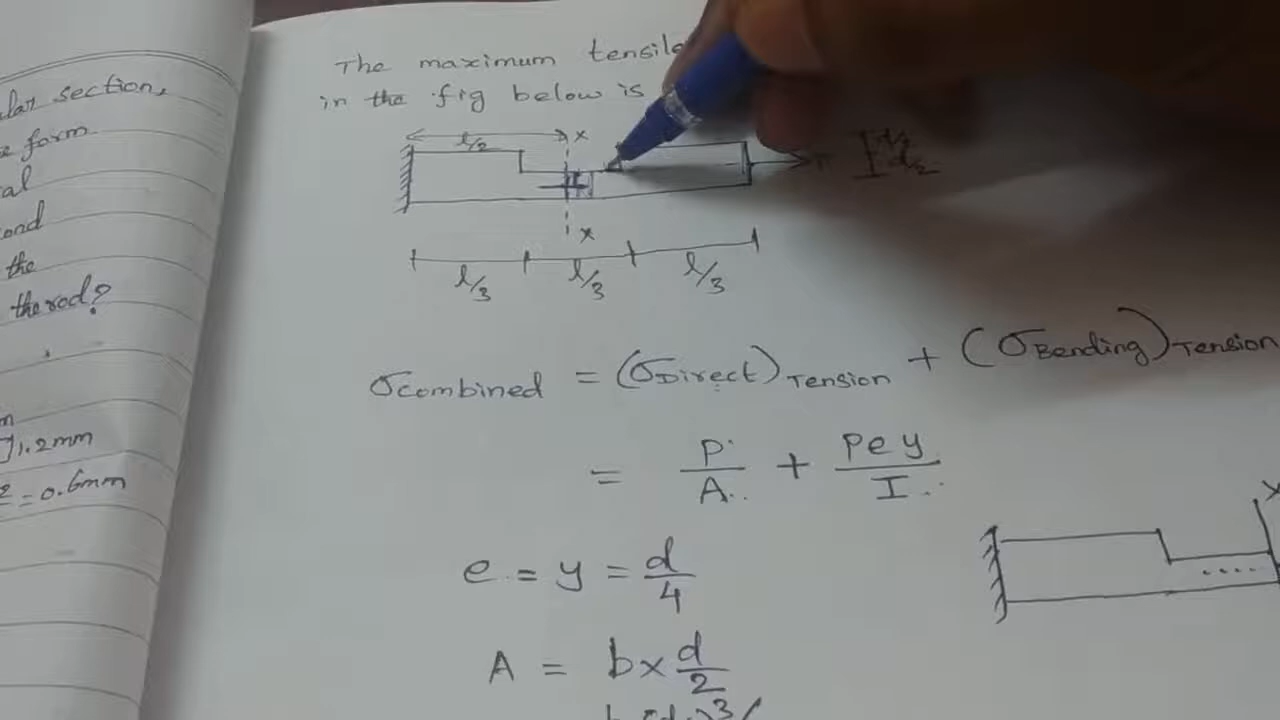 lar section,
e form
al
ond
the
the rod?
1.2mm
= 0.6mm
The maximum tensile
in the fig below is
l/2 x
d/2
x
l/3 l/3 l/3
σcombined = (σDirect)Tension + (σBending)Tension
= P/A + Pey/I
e = y = d/4
A = b x d/2